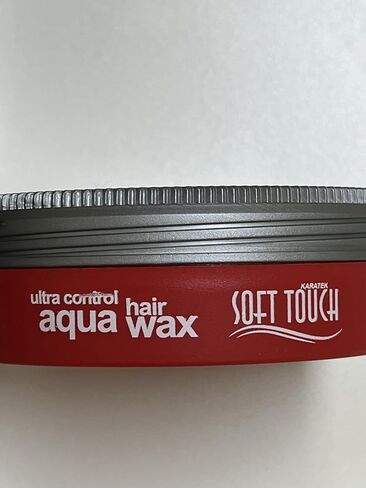 ultra control
aqua hair wax
KARATEK
SOFT TOUCH